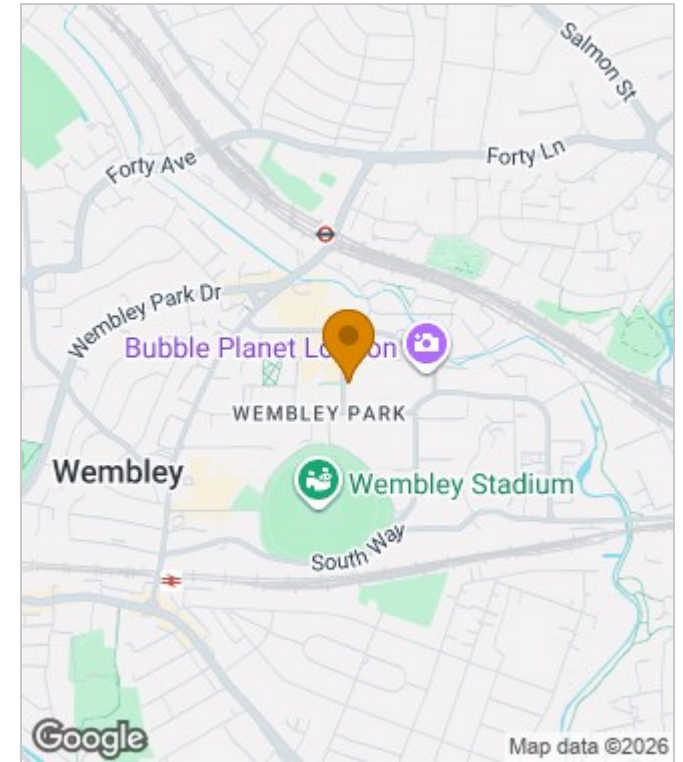 Salmon St
Forty Ave
Forty Ln
Wembley Park Dr
Bubble Planet London
WEMBLEY PARK
Wembley
Wembley Stadium
South Way
Google
Map data ©2026